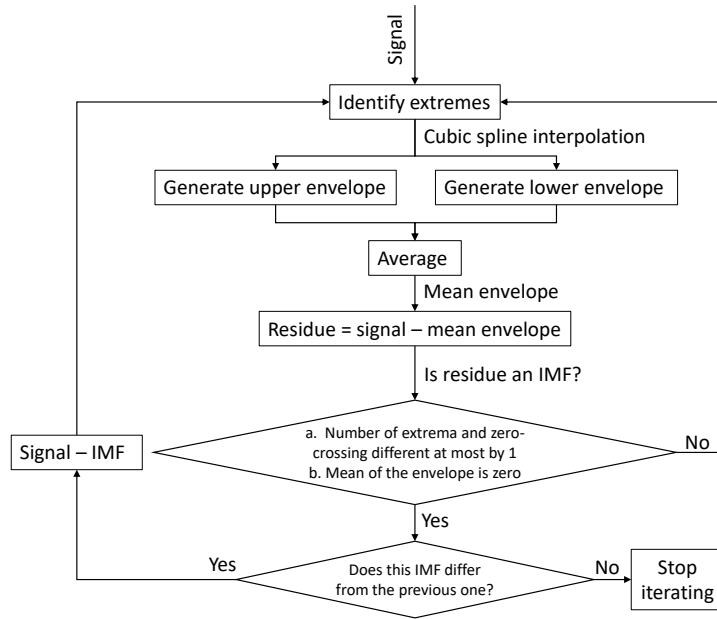 Signal
Identify extremes
Cubic spline interpolation
Generate upper envelope
Generate lower envelope
Average
Mean envelope
Residue = signal – mean envelope
Is residue an IMF?
a. Number of extrema and zero-
crossing different at most by 1
b. Mean of the envelope is zero
No
Signal – IMF
Yes
Does this IMF differ
from the previous one?
Yes
No
Stop
iterating